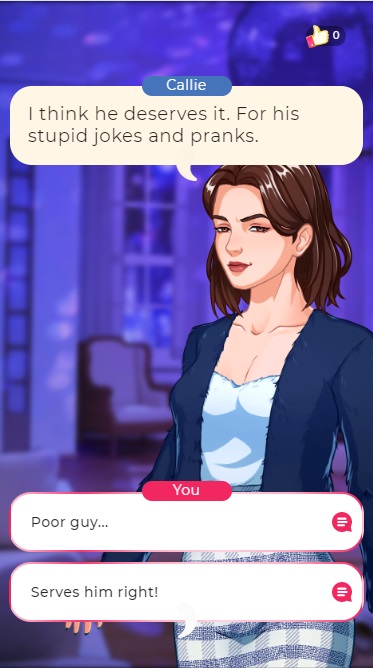 0
Callie
I think he deserves it. For his
stupid jokes and pranks.
You
Poor guy...
Serves him right!